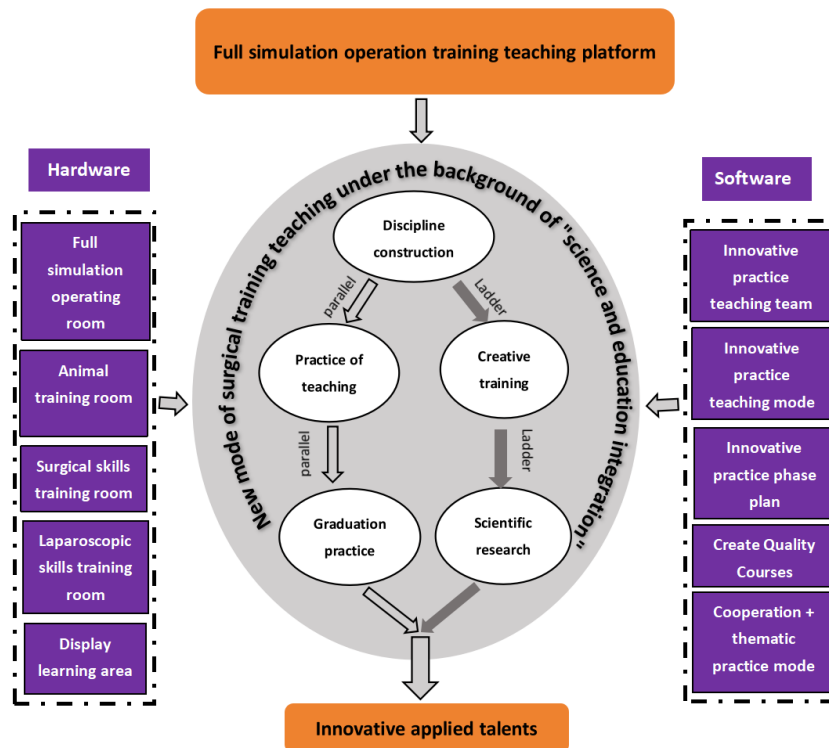 Full simulation operation training teaching platform
Hardware
Full
simulation
operating
room
Animal
training room
Surgical skills
training room
Laparoscopic
skills training
room
Display
learning area
New mode of surgical training teaching under the background of "science and education integration"
Discipline
construction
parallel
Ladder
Practice of
teaching
Creative
training
parallel
Ladder
Graduation
practice
Scientific
research
Software
Innovative
practice
teaching team
Innovative
practice
teaching mode
Innovative
practice phase
plan
Create Quality
Courses
Cooperation +
thematic
practice mode
Innovative applied talents